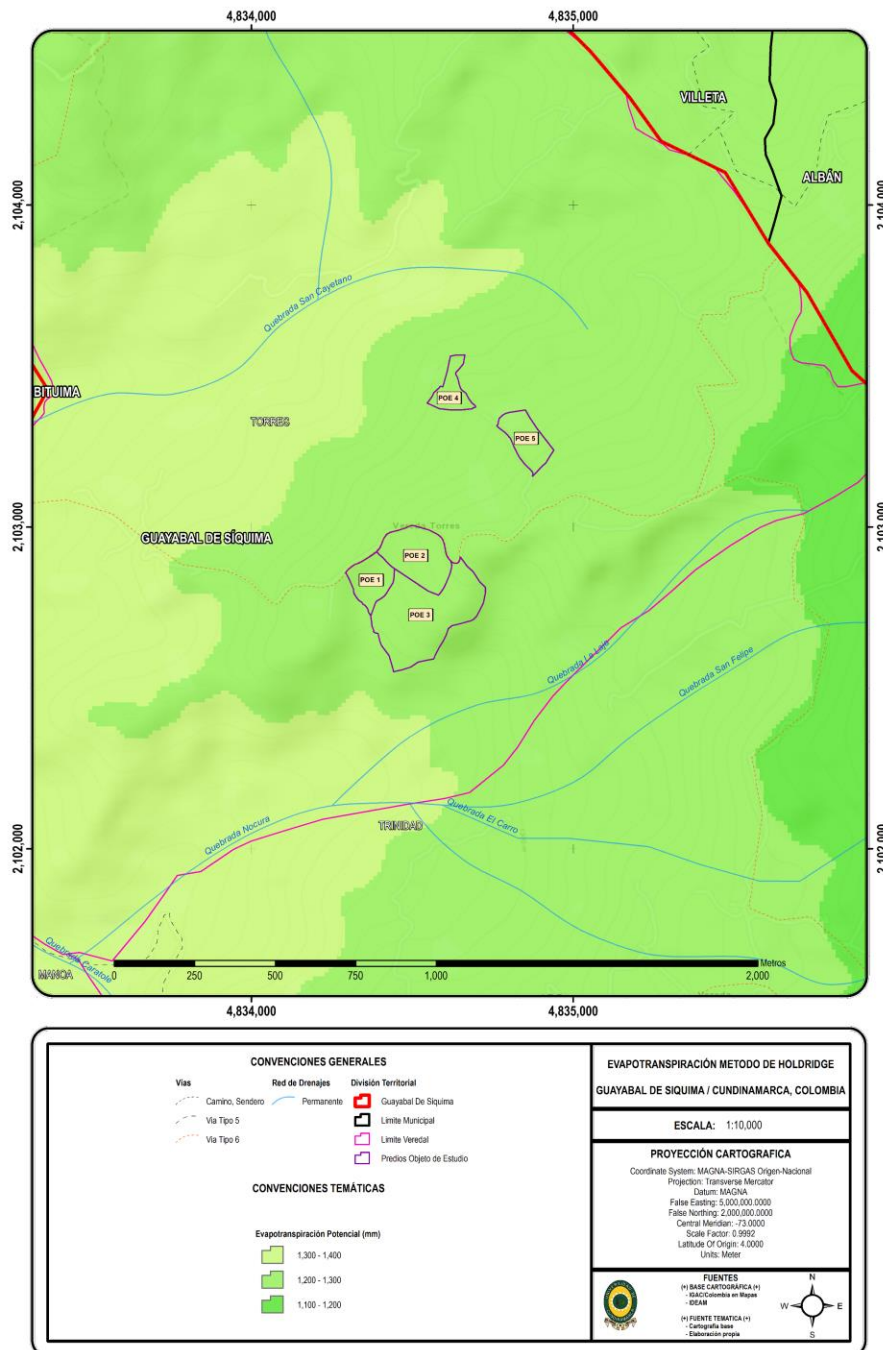 4,834,000
4,835,000
VILLETA
ALBÁN
2,104,000
2,104,000
Quebrada San Cayetano
BITUIMA
POE 4
TORRES
POE 5
2,103,000
2,103,000
Vereda Torres
GUAYABAL DE SÍQUIMA
POE 2
POE 1
POE 3
Quebrada La Laja
Quebrada San Felipe
Quebrada Nocura
Quebrada El Carro
TRINIDAD
2,102,000
2,102,000
Quebrada Caratole
MANOA
0 250 500 750 1,000 2,000 Metros
4,834,000
4,835,000
CONVENCIONES GENERALES
Vias
Camino, Sendero
Vía Tipo 5
Vía Tipo 6
Red de Drenajes
Permanente
División Territorial
Guayabal De Siquima
Limite Municipal
Limite Veredal
Predios Objeto de Estudio
CONVENCIONES TEMÁTICAS
Evapotranspiración Potencial (mm)
1,300 - 1,400
1,200 - 1,300
1,100 - 1,200
EVAPOTRANSPIRACIÓN METODO DE HOLDRIDGE
GUAYABAL DE SIQUIMA / CUNDINAMARCA, COLOMBIA
ESCALA: 1:10,000
PROYECCIÓN CARTOGRAFICA
Coordinate System: MAGNA-SIRGAS Origen-Nacional
Projection: Transverse Mercator
Datum: MAGNA
False Easting: 5,000,000.0000
False Northing: 2,000,000.0000
Central Meridian: -73.0000
Scale Factor: 0.9992
Latitude Of Origin: 4.0000
Units: Meter
FUENTES
(+) BASE CARTOGRÁFICA (+)
- IGAC/Colombia en Mapas
- IDEAM
(+) FUENTE TEMATICA (+)
- Cartografía base
- Elaboración propia
N
W E
S